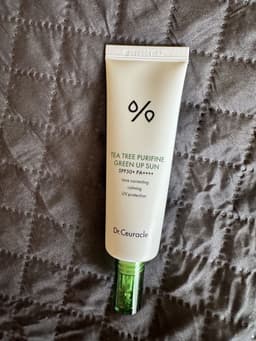 %
TEA TREE PURIFINE
GREEN UP SUN
SPF50+ PA++++
tone correcting
calming
UV protection
Dr.Ceuracle